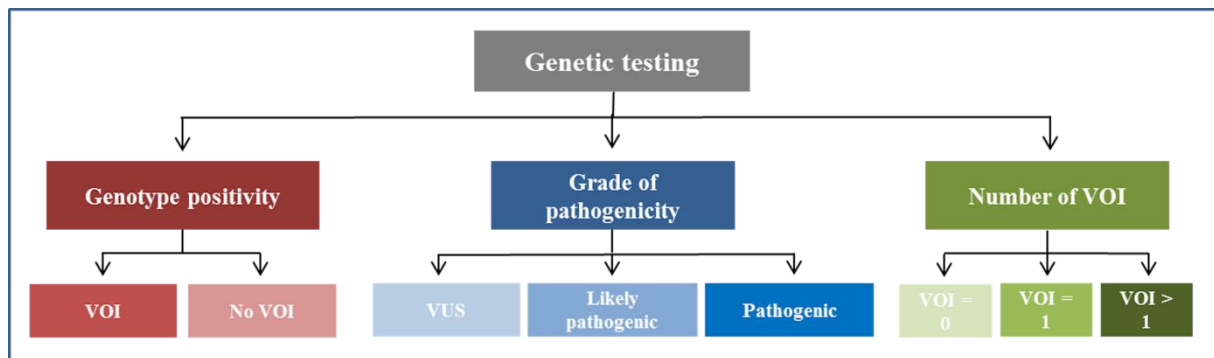 Genetic testing
Genotype positivity
Grade of
pathogenicity
Number of VOI
VOI
No VOI
VUS
Likely
pathogenic
Pathogenic
VOI =
0
VOI =
1
VOI >
1